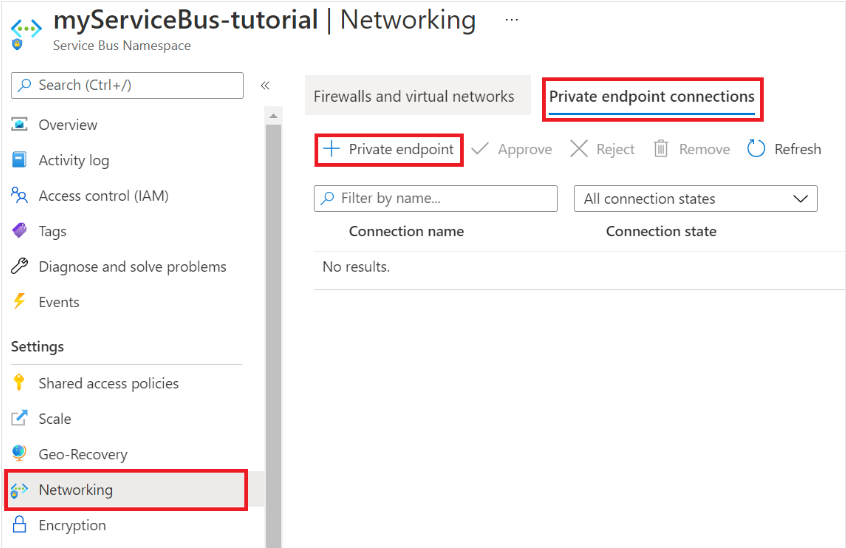 myServiceBus-tutorial | Networking ...
Service Bus Namespace
Search (Ctrl+/)
«
Overview
Activity log
Access control (IAM)
Tags
Diagnose and solve problems
Events
Settings
Shared access policies
Scale
Geo-Recovery
Networking
Encryption
Firewalls and virtual networks
Private endpoint connections
Private endpoint Approve Reject Remove Refresh
Filter by name... All connection states
Connection name Connection state
No results.